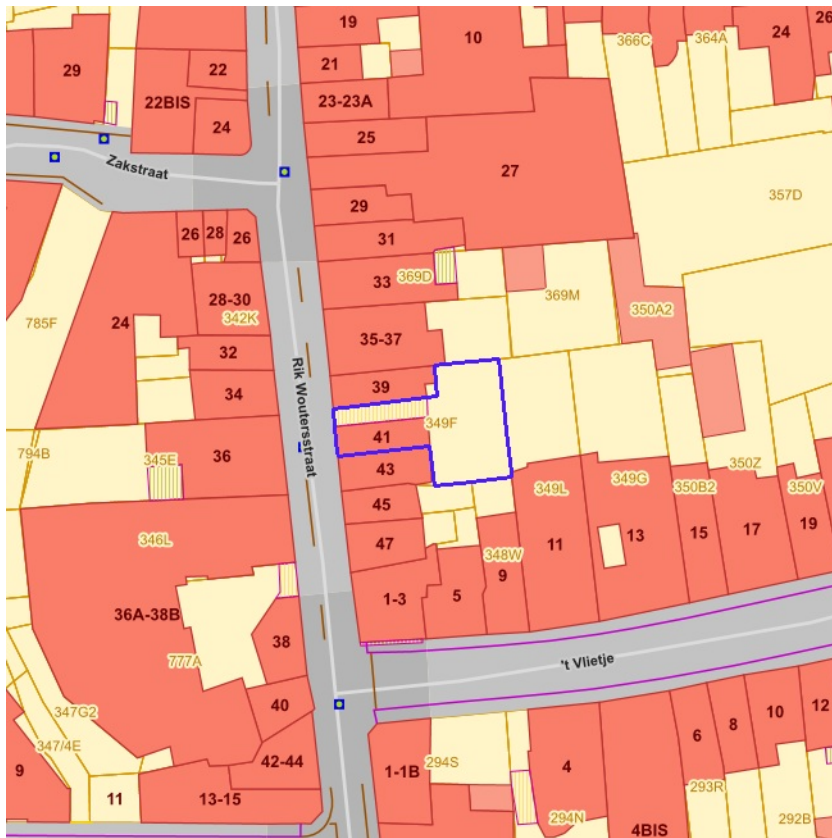 19
10
366C
364A
24
26
29
22
21
22BIS
23-23A
24
25
Zakstraat
27
357D
29
26
28
26
31
33
369D
369M
28-30
342K
350A2
785F
24
35-37
32
Rik Woutersstraat
34
39
349F
41
794B
345E
36
43
349L
349G
350B2
350Z
350V
45
346L
47
11
13
15
17
19
348W
9
1-3
5
36A-38B
38
777A
't Vlietje
40
347G2
347/4E
42-44
9
11
13-15
1-1B
294S
4
294N
4BIS
6
8
10
12
293R
292B